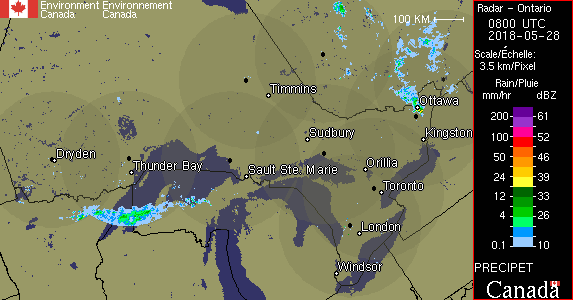 Environment Environnement
Canada Canada
100 KM
Timmins
Ottawa
Sudbury
Kingston
Dryden
Thunder Bay
Sault Ste. Marie
Orillia
Toronto
London
Windsor
Radar - Ontario
0800 UTC
2018-05-28
Scale/Échelle:
3.5 km/Pixel
Rain/Pluie
mm/hr dBZ
200 61
100 52
50 46
24 39
12 33
4 26
0.1 10
PRECIPET
Canada